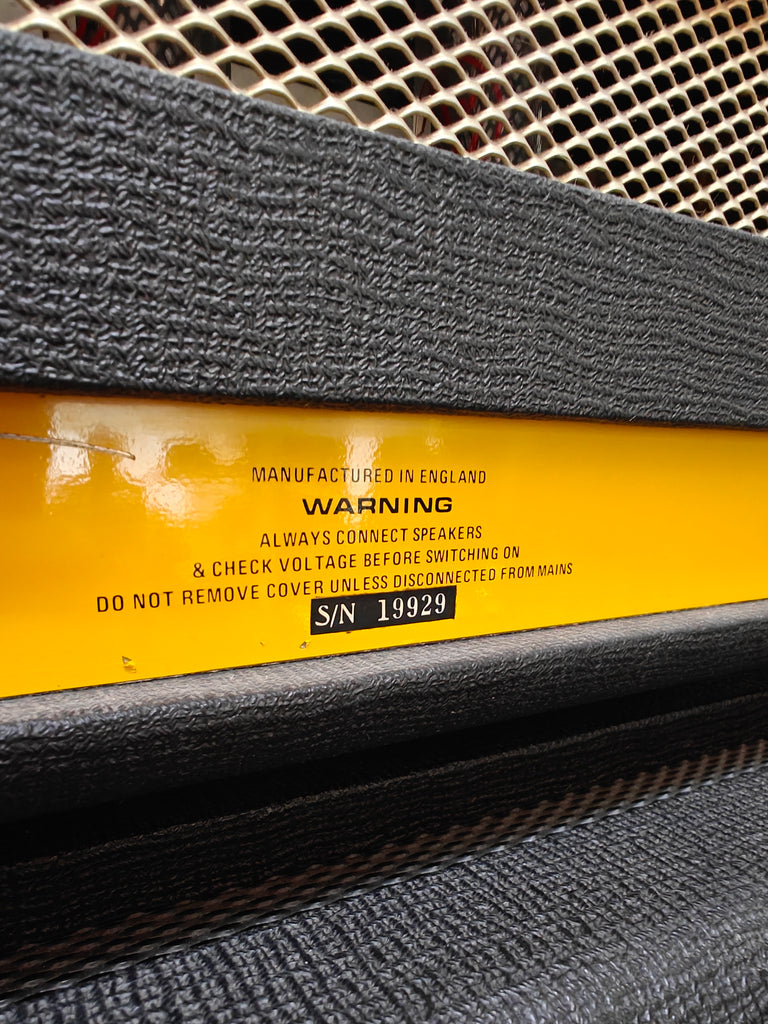 MANUFACTURED IN ENGLAND
WARNING
ALWAYS CONNECT SPEAKERS
& CHECK VOLTAGE BEFORE SWITCHING ON
DO NOT REMOVE COVER UNLESS DISCONNECTED FROM MAINS
S/N 19929